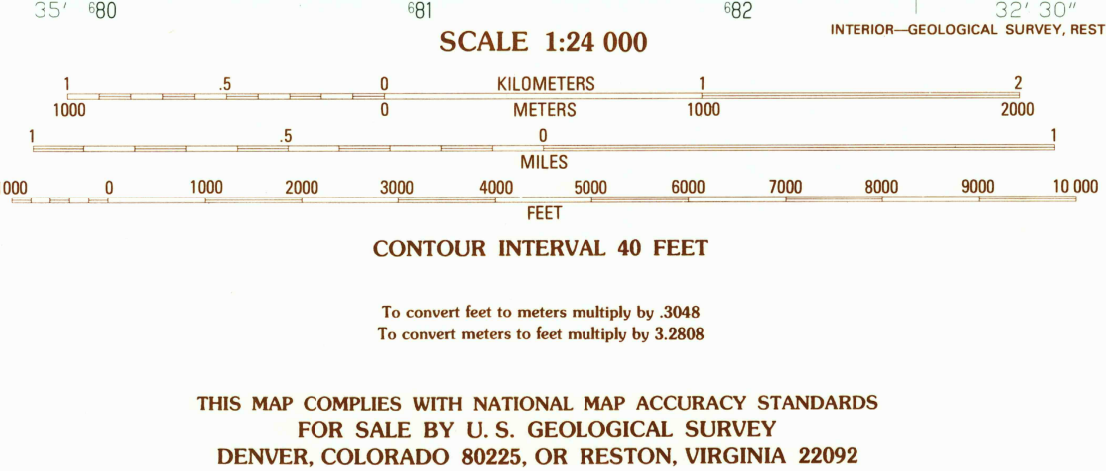 35' ⁶80 ⁶81 ⁶82 32' 30"
INTERIOR—GEOLOGICAL SURVEY, REST
SCALE 1:24 000
1 .5 0 KILOMETERS 1 2
1000 0 METERS 1000 2000
1 .5 0 1
MILES
000 0 1000 2000 3000 4000 5000 6000 7000 8000 9000 10 000
FEET
CONTOUR INTERVAL 40 FEET
To convert feet to meters multiply by .3048
To convert meters to feet multiply by 3.2808
THIS MAP COMPLIES WITH NATIONAL MAP ACCURACY STANDARDS
FOR SALE BY U. S. GEOLOGICAL SURVEY
DENVER, COLORADO 80225, OR RESTON, VIRGINIA 22092